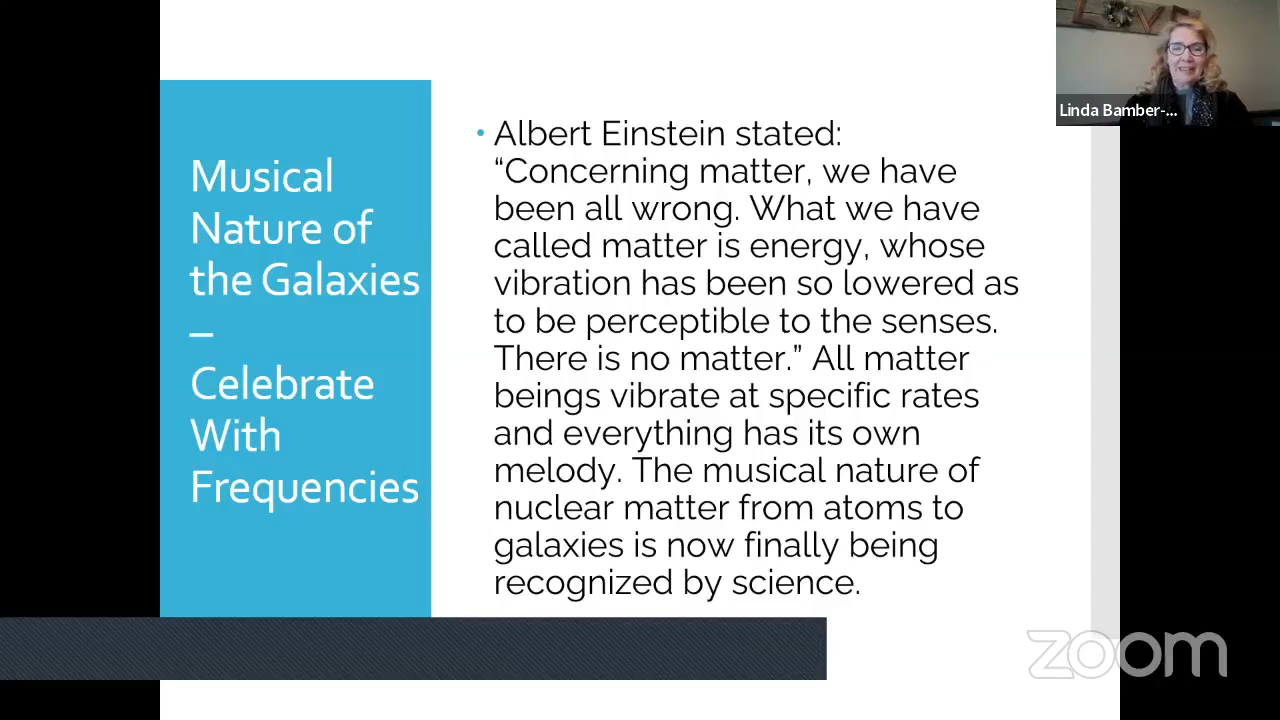 LOVE
Linda Bamber-...
Musical
Nature of
the Galaxies
–
Celebrate
With
Frequencies
• Albert Einstein stated:
“Concerning matter, we have
been all wrong. What we have
called matter is energy, whose
vibration has been so lowered as
to be perceptible to the senses.
There is no matter.” All matter
beings vibrate at specific rates
and everything has its own
melody. The musical nature of
nuclear matter from atoms to
galaxies is now finally being
recognized by science.
zoom